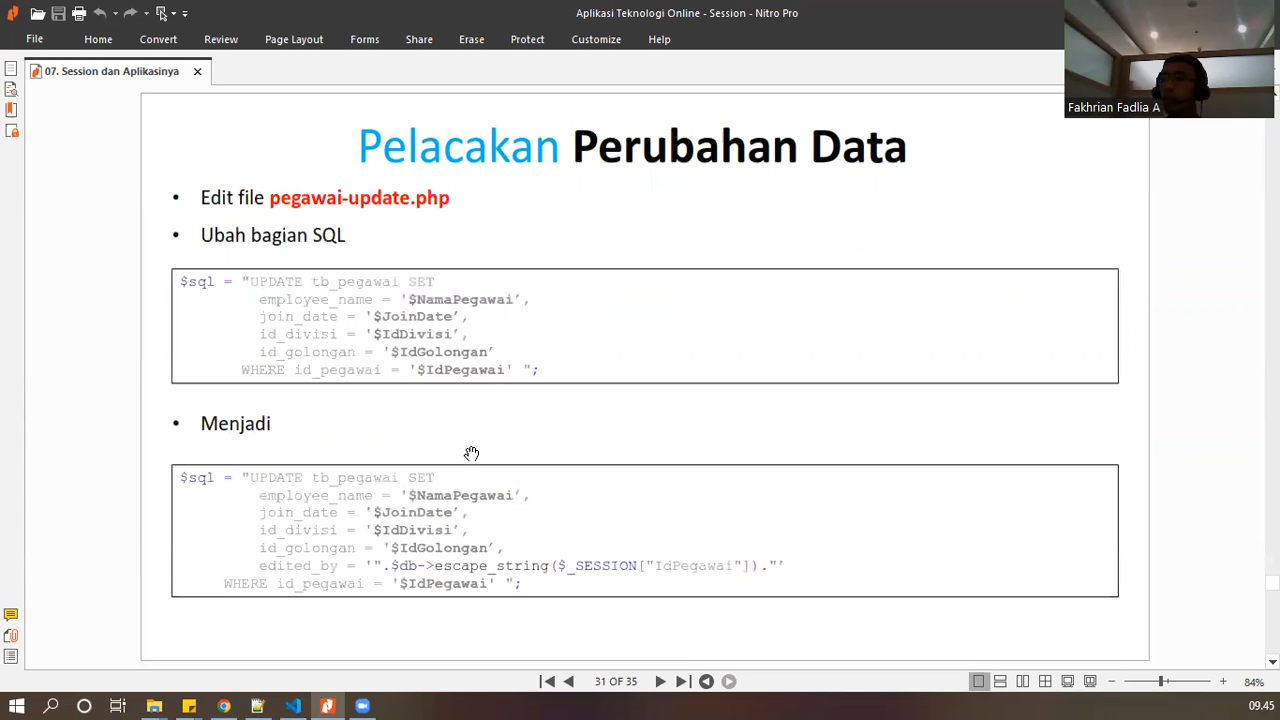 Aplikasi Teknologi Online - Session - Nitro Pro
File Home Convert Review Page Layout Forms Share Erase Protect Customize Help
07. Session dan Aplikasinya
Fakhrian Fadlia A
Pelacakan Perubahan Data
• Edit file pegawai-update.php
• Ubah bagian SQL
$sql = "UPDATE tb_pegawai SET
employee_name = '$NamaPegawai’,
join_date = '$JoinDate’,
id_divisi = '$IdDivisi’,
id_golongan = '$IdGolongan’
WHERE id_pegawai = '$IdPegawai' ";
• Menjadi
$sql = "UPDATE tb_pegawai SET
employee_name = '$NamaPegawai’,
join_date = '$JoinDate’,
id_divisi = '$IdDivisi’,
id_golongan = '$IdGolongan’,
edited_by = '".$db->escape_string($_SESSION["IdPegawai"])."’
WHERE id_pegawai = '$IdPegawai' ";
31 OF 35
84%
09.45